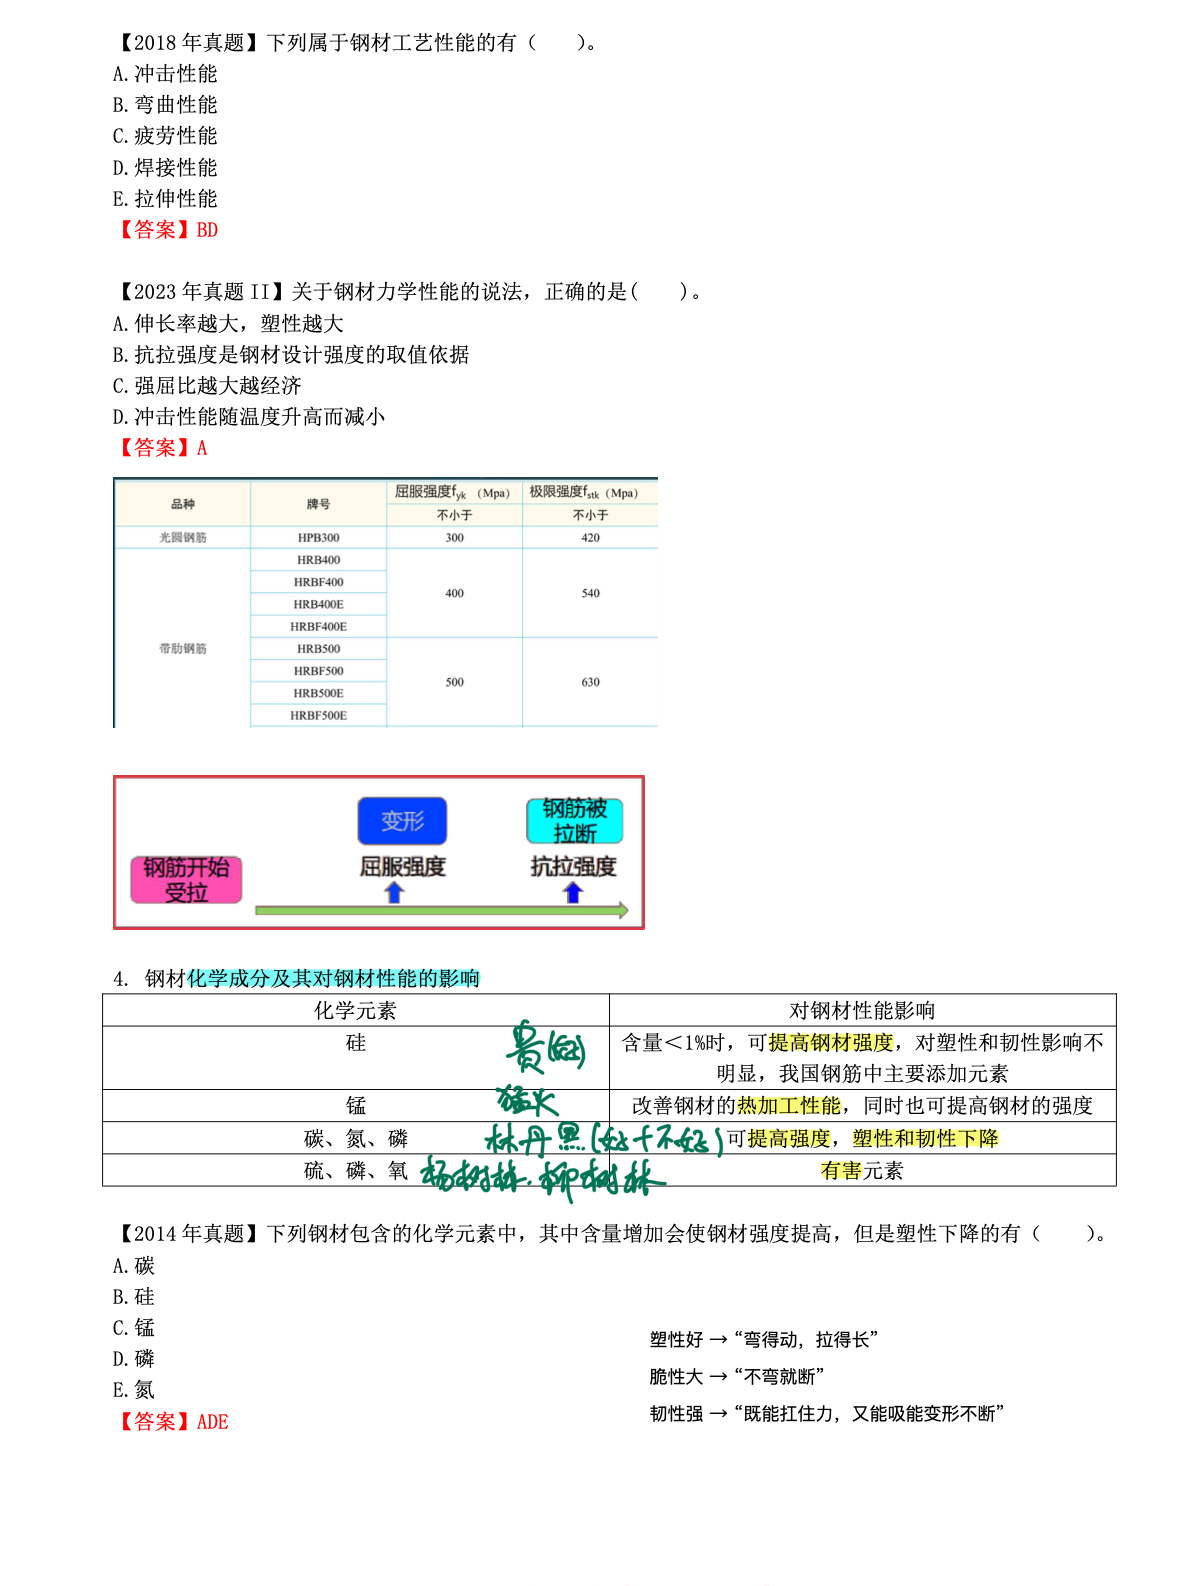 【2018 年真题】下列属于钢材工艺性能的有（　　）。
A.冲击性能
B.弯曲性能
C.疲劳性能
D.焊接性能
E.拉伸性能
【答案】BD
【2023 年真题 II】关于钢材力学性能的说法，正确的是(　　)。
A.伸长率越大，塑性越大
B.抗拉强度是钢材设计强度的取值依据
C.强屈比越大越经济
D.冲击性能随温度升高而减小
【答案】A
品种 牌号 屈服强度fyk （Mpa） 极限强度fstk（Mpa）
不小于 不小于
光圆钢筋 HPB300 300 420
HRB400
HRBF400
400 540
HRB400E
HRBF400E
带肋钢筋 HRB500
HRBF500
500 630
HRB500E
HRBF500E
变形 钢筋被拉断
钢筋开始受拉 屈服强度 抗拉强度
4. 钢材化学成分及其对钢材性能的影响
化学元素 对钢材性能影响
硅 贵 含量＜1%时，可提高钢材强度，对塑性和韧性影响不
明显，我国钢筋中主要添加元素
锰 猛火 改善钢材的热加工性能，同时也可提高钢材的强度
碳、氮、磷 林丹黑(好+不好) 可提高强度，塑性和韧性下降
硫、磷、氧 杨树林.柳树林 有害元素
【2014 年真题】下列钢材包含的化学元素中，其中含量增加会使钢材强度提高，但是塑性下降的有（　　）。
A.碳
B.硅
C.锰
D.磷
E.氮
【答案】ADE
塑性好 → “弯得动，拉得长”
脆性大 → “不弯就断”
韧性强 → “既能扛住力，又能吸能变形不断”